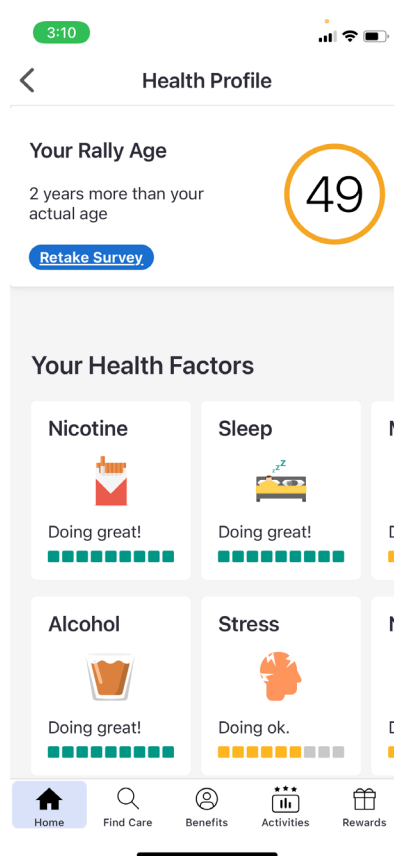 3:10
Health Profile
Your Rally Age
2 years more than your
actual age
49
Retake Survey
Your Health Factors
Nicotine
Sleep
zzZ
Doing great!
Doing great!
Alcohol
Stress
Doing great!
Doing ok.
Home
Find Care
Benefits
Activities
Rewards